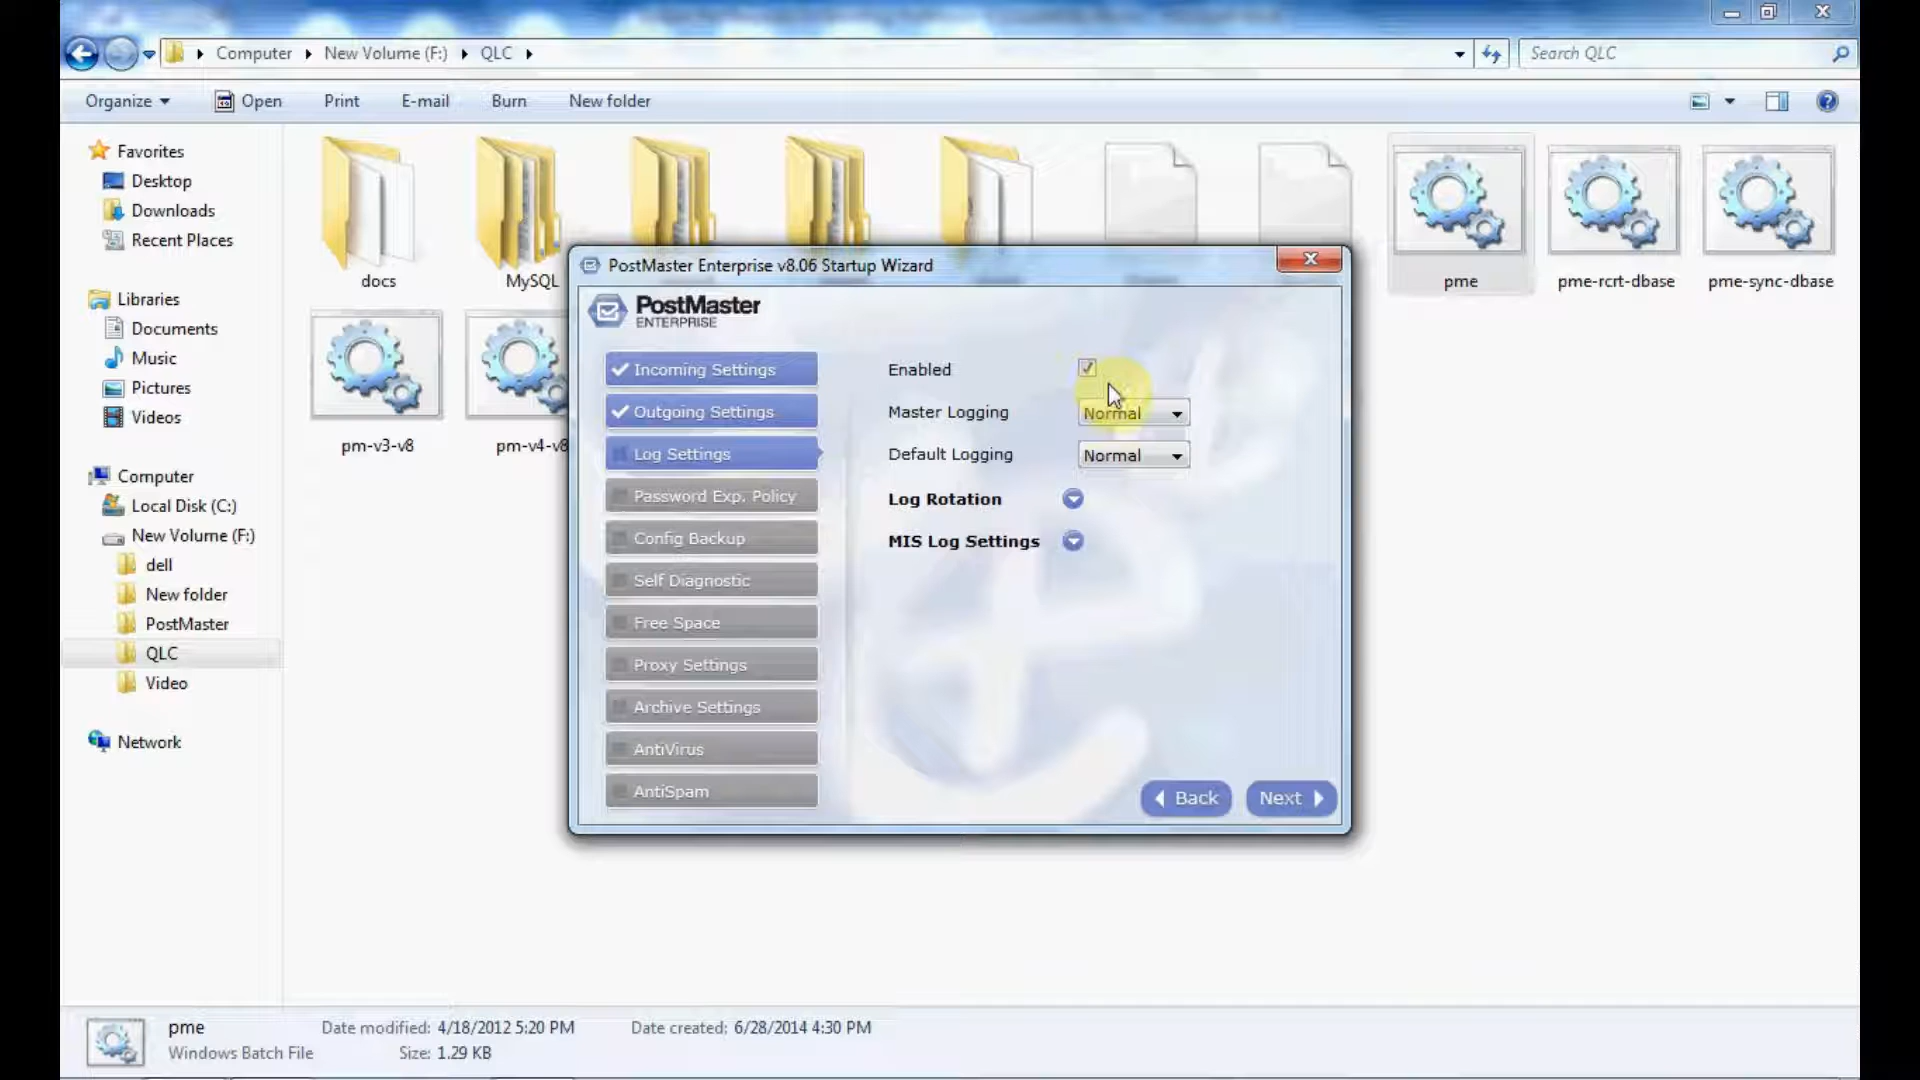 Computer
New Volume (F:)
QLC
Search QLC
Organize
Open
Print
E-mail
Burn
New folder
Favorites
Desktop
Downloads
Recent Places
Libraries
Documents
Music
Pictures
Videos
Computer
Local Disk (C:)
New Volume (F:)
dell
New folder
PostMaster
QLC
Video
Network
docs
MySQL
pme
pme-rcrt-dbase
pme-sync-dbase
pm-v3-v8
pm-v4-v8
PostMaster Enterprise v8.06 Startup Wizard
PostMaster
ENTERPRISE
Incoming Settings
Outgoing Settings
Log Settings
Password Exp. Policy
Config Backup
Self Diagnostic
Free Space
Proxy Settings
Archive Settings
AntiVirus
AntiSpam
Enabled
Master Logging
Normal
Default Logging
Normal
Log Rotation
MIS Log Settings
Back
Next
pme
Date modified: 4/18/2012 5:20 PM
Date created: 6/28/2014 4:30 PM
Windows Batch File
Size: 1.29 KB